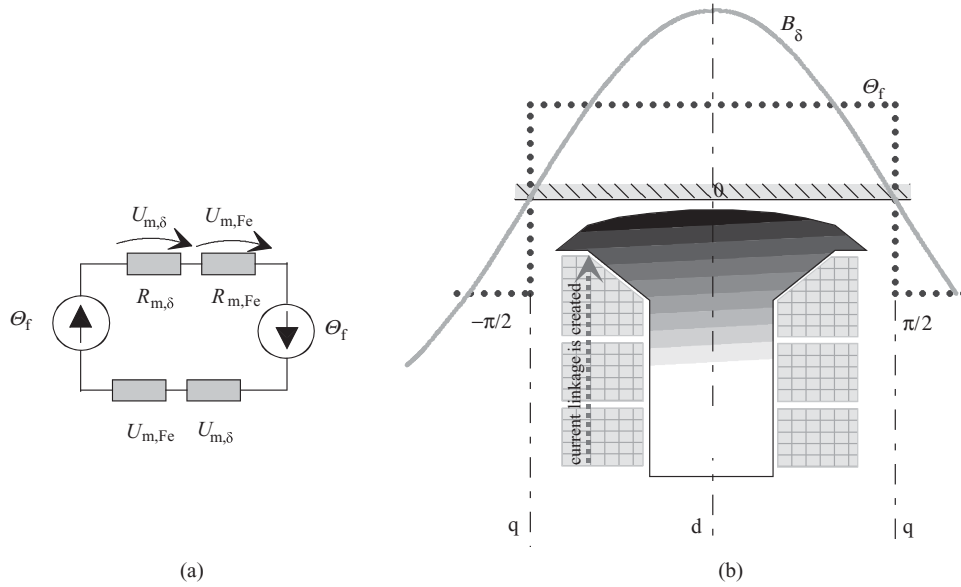 U_m,δ
U_m,Fe
R_m,δ
R_m,Fe
Θ_f
Θ_f
U_m,Fe
U_m,δ
(a)
B_δ
Θ_f
0
−π/2
π/2
current linkage is created
q
d
q
(b)